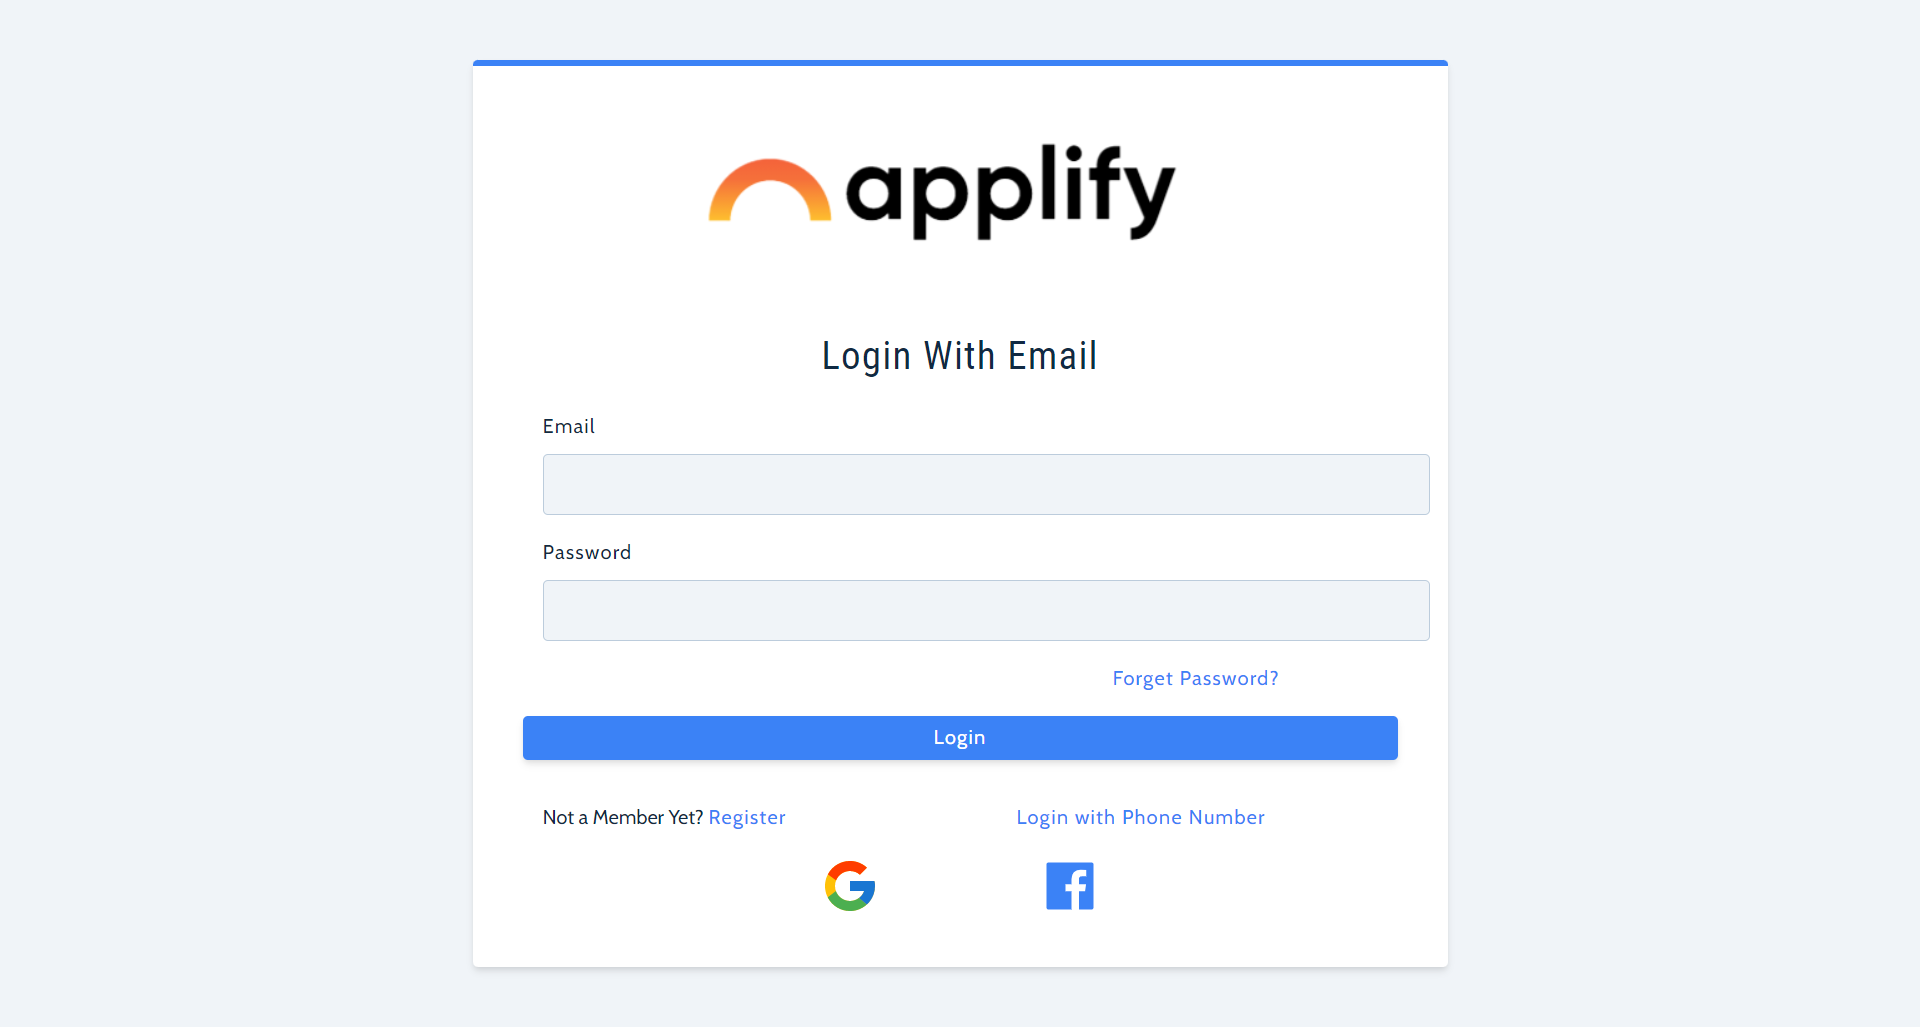 applify
Login With Email
Email
Password
Forget Password?
Login
Not a Member Yet? Register
Login with Phone Number